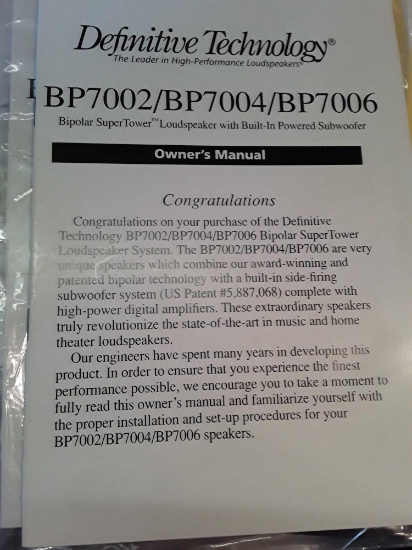 Definitive Technology®
The Leader in High-Performance Loudspeakers®
BP7002/BP7004/BP7006
Bipolar SuperTower™ Loudspeaker with Built-In Powered Subwoofer
Owner's Manual
Congratulations
Congratulations on your purchase of the Definitive
Technology BP7002/BP7004/BP7006 Bipolar SuperTower
Loudspeaker System. The BP7002/BP7004/BP7006 are very
unique speakers which combine our award-winning and
patented bipolar technology with a built-in side-firing
subwoofer system (US Patent #5,887,068) complete with
high-power digital amplifiers. These extraordinary speakers
truly revolutionize the state-of-the-art in music and home
theater loudspeakers.
Our engineers have spent many years in developing this
product. In order to ensure that you experience the finest
performance possible, we encourage you to take a moment to
fully read this owner's manual and familiarize yourself with
the proper installation and set-up procedures for your
BP7002/BP7004/BP7006 speakers.